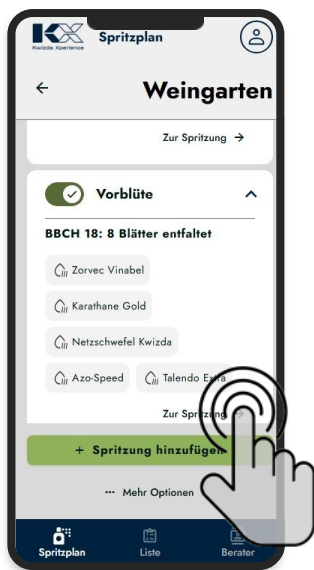 KX
Kwizda Xperience
Spritzplan
Weingarten
Zur Spritzung
Vorblüte
BBCH 18: 8 Blätter entfaltet
Zorvec Vinabel
Karathane Gold
Netzschwefel Kwizda
Azo-Speed
Talendo Extra
Zur Spritzung
+ Spritzung hinzufügen
··· Mehr Optionen
Spritzplan
Liste
Berater